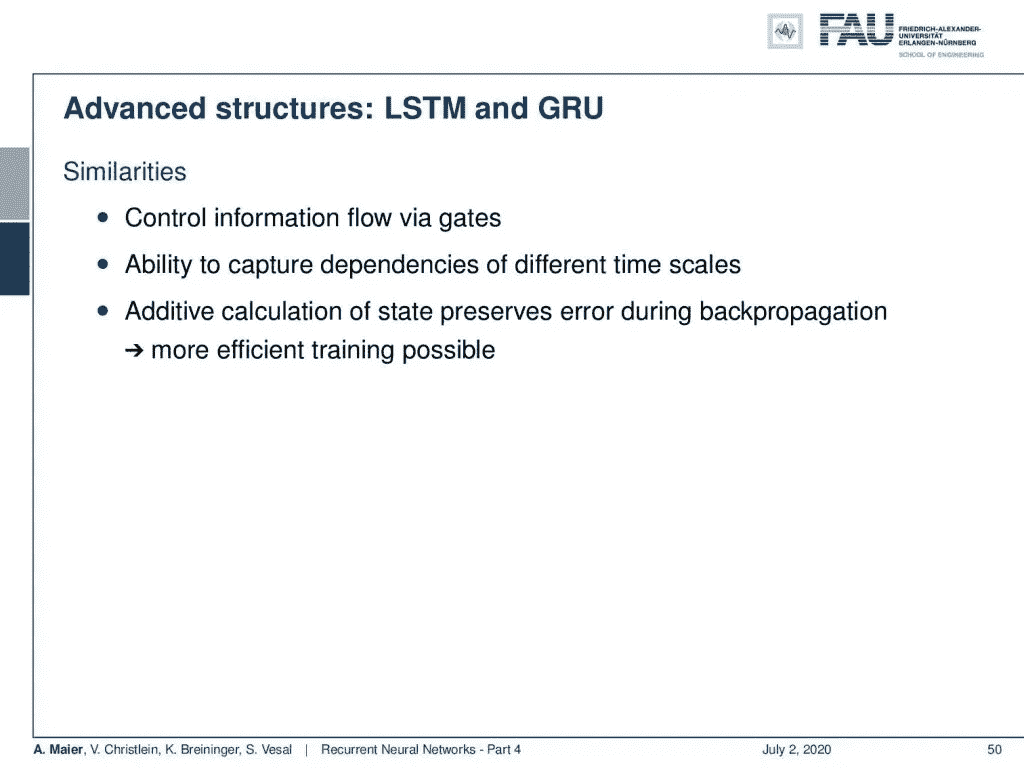 FAU
FRIEDRICH-ALEXANDER-
UNIVERSITÄT
ERLANGEN-NÜRNBERG
SCHOOL OF ENGINEERING
Advanced structures: LSTM and GRU
Similarities
• Control information flow via gates
• Ability to capture dependencies of different time scales
• Additive calculation of state preserves error during backpropagation
➔ more efficient training possible
A. Maier, V. Christlein, K. Breininger, S. Vesal | Recurrent Neural Networks - Part 4 July 2, 2020 50